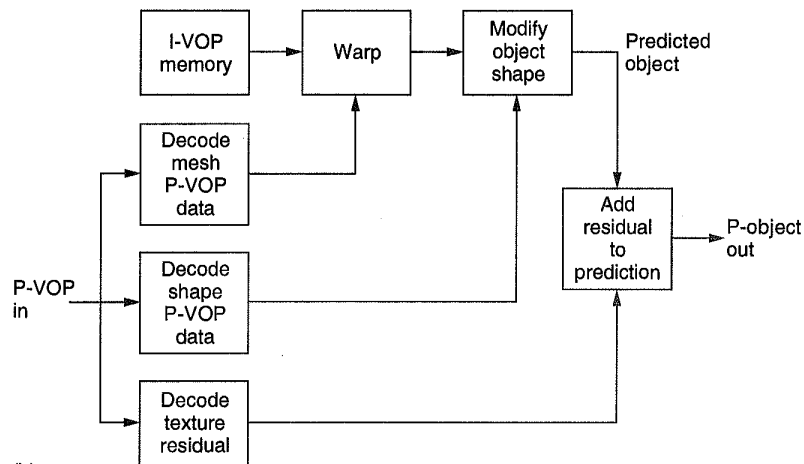 I-VOP
memory
Warp
Modify
object
shape
Predicted
object
Decode
mesh
P-VOP
data
Add
residual
to
prediction
P-object
out
P-VOP
in
Decode
shape
P-VOP
data
Decode
texture
residual